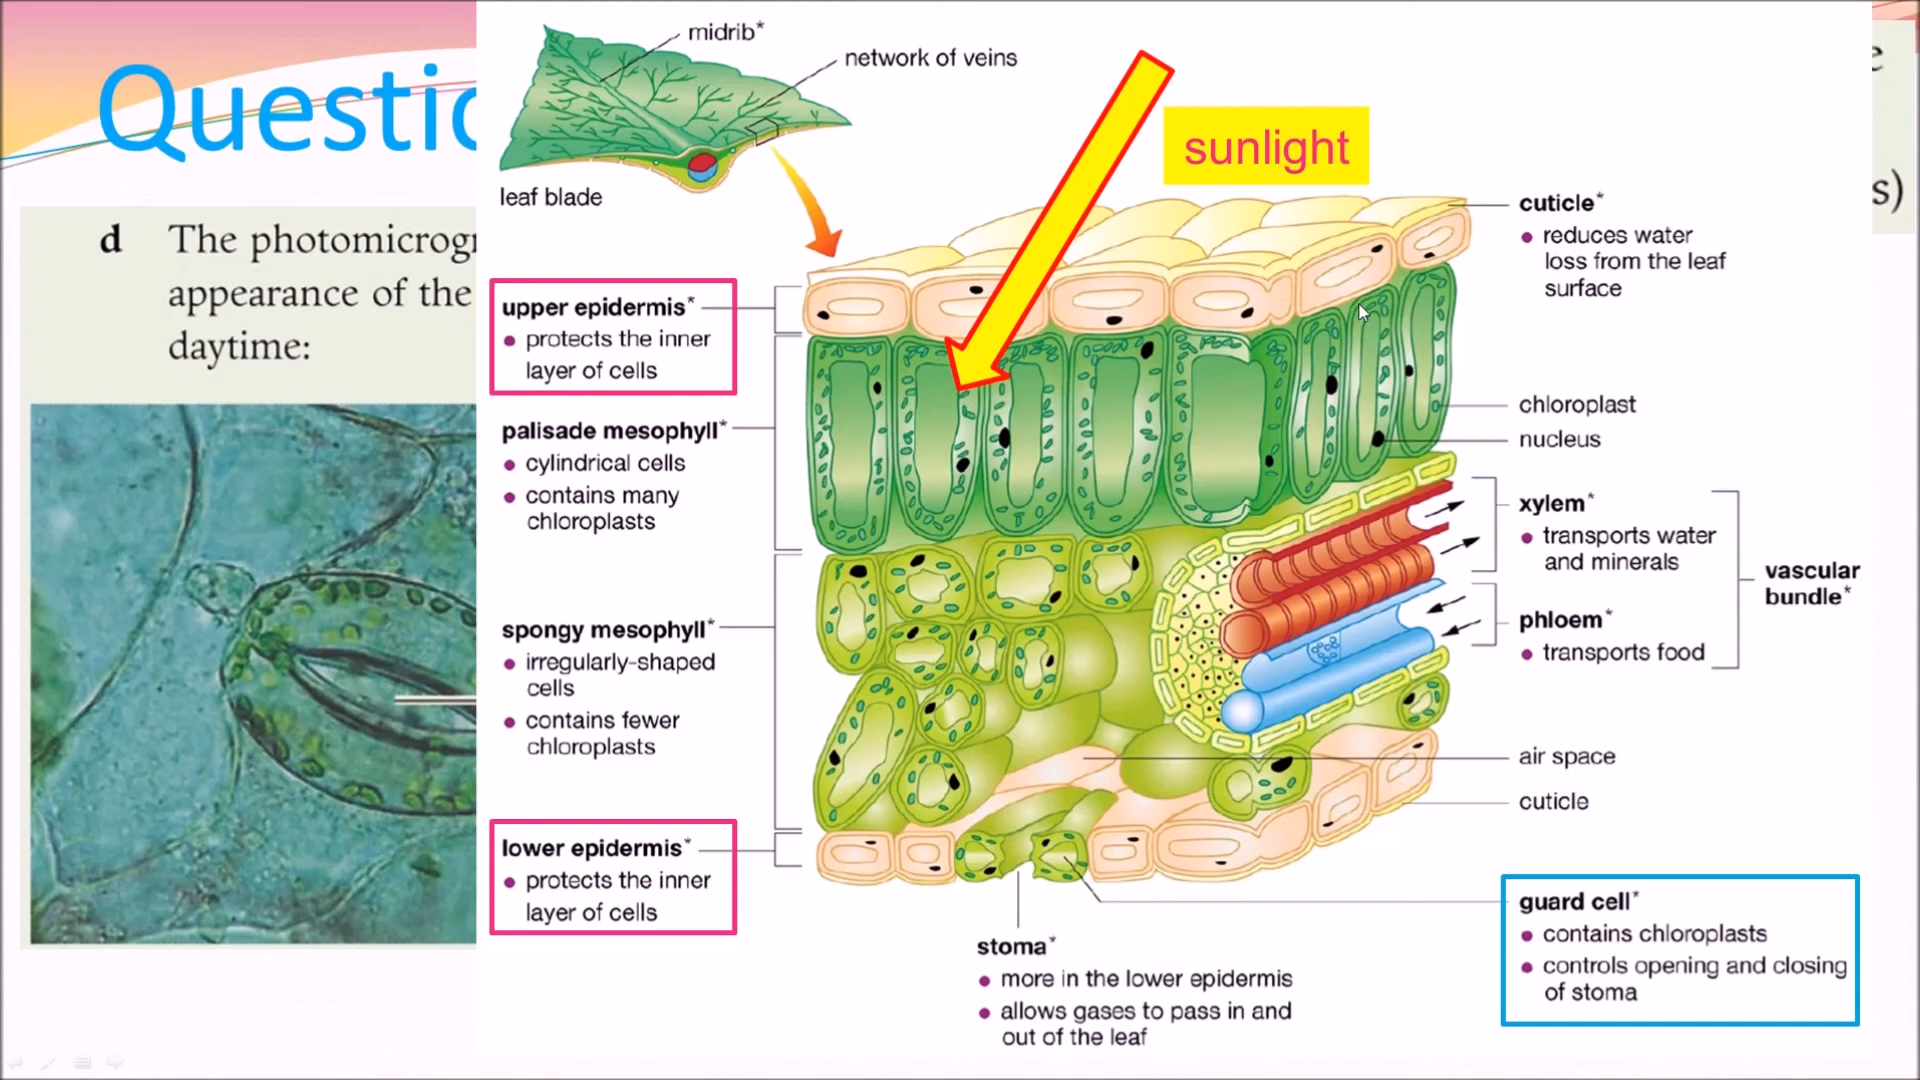 Questio
d The photomicrogr
appearance of the
daytime:
midrib*
network of veins
leaf blade
sunlight
upper epidermis*
• protects the inner
layer of cells
palisade mesophyll*
• cylindrical cells
• contains many
chloroplasts
spongy mesophyll*
• irregularly-shaped
cells
• contains fewer
chloroplasts
lower epidermis*
• protects the inner
layer of cells
stoma*
• more in the lower epidermis
• allows gases to pass in and
out of the leaf
cuticle*
• reduces water
loss from the leaf
surface
chloroplast
nucleus
xylem*
• transports water
and minerals
phloem*
• transports food
vascular
bundle*
air space
cuticle
guard cell*
• contains chloroplasts
• controls opening and closing
of stoma
e
s)